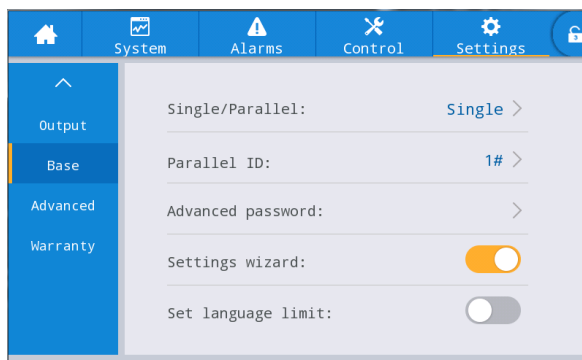 System
Alarms
Control
Settings
Output
Base
Advanced
Warranty
Single/Parallel: Single
Parallel ID: 1#
Advanced password:
Settings wizard:
Set language limit: